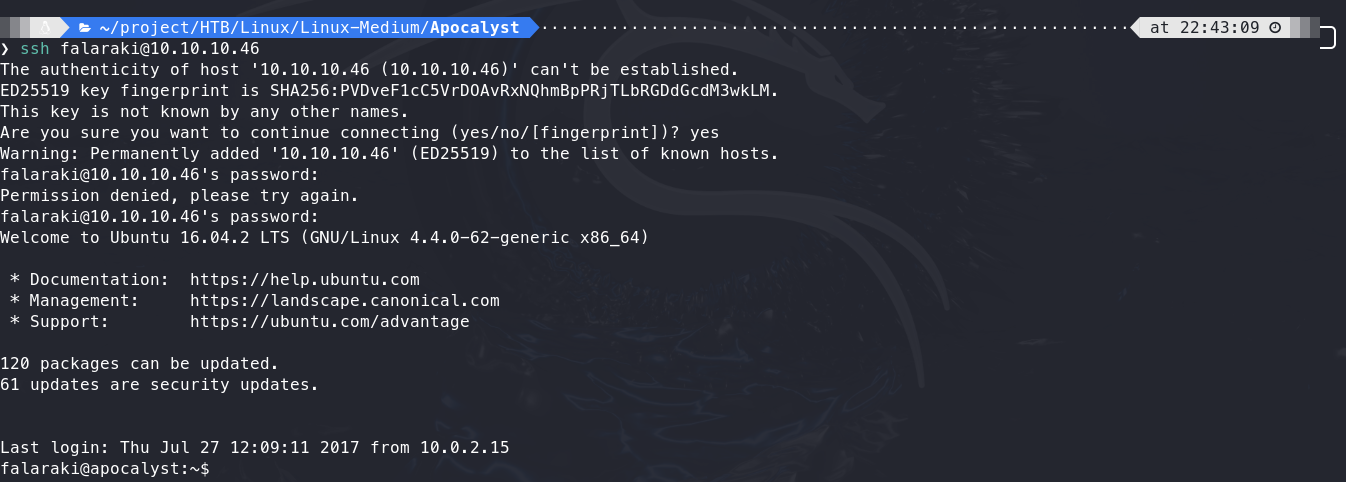 ~/project/HTB/Linux/Linux-Medium/Apocalyst at 22:43:09
❯ ssh falaraki@10.10.10.46
The authenticity of host '10.10.10.46 (10.10.10.46)' can't be established.
ED25519 key fingerprint is SHA256:PVDveF1cC5VrDOAvRxNQhmBpPRjTLbRGDdGcdM3wkLM.
This key is not known by any other names.
Are you sure you want to continue connecting (yes/no/[fingerprint])? yes
Warning: Permanently added '10.10.10.46' (ED25519) to the list of known hosts.
falaraki@10.10.10.46's password:
Permission denied, please try again.
falaraki@10.10.10.46's password:
Welcome to Ubuntu 16.04.2 LTS (GNU/Linux 4.4.0-62-generic x86_64)
* Documentation:  https://help.ubuntu.com
* Management:     https://landscape.canonical.com
* Support:        https://ubuntu.com/advantage
120 packages can be updated.
61 updates are security updates.
Last login: Thu Jul 27 12:09:11 2017 from 10.0.2.15
falaraki@apocalyst:~$